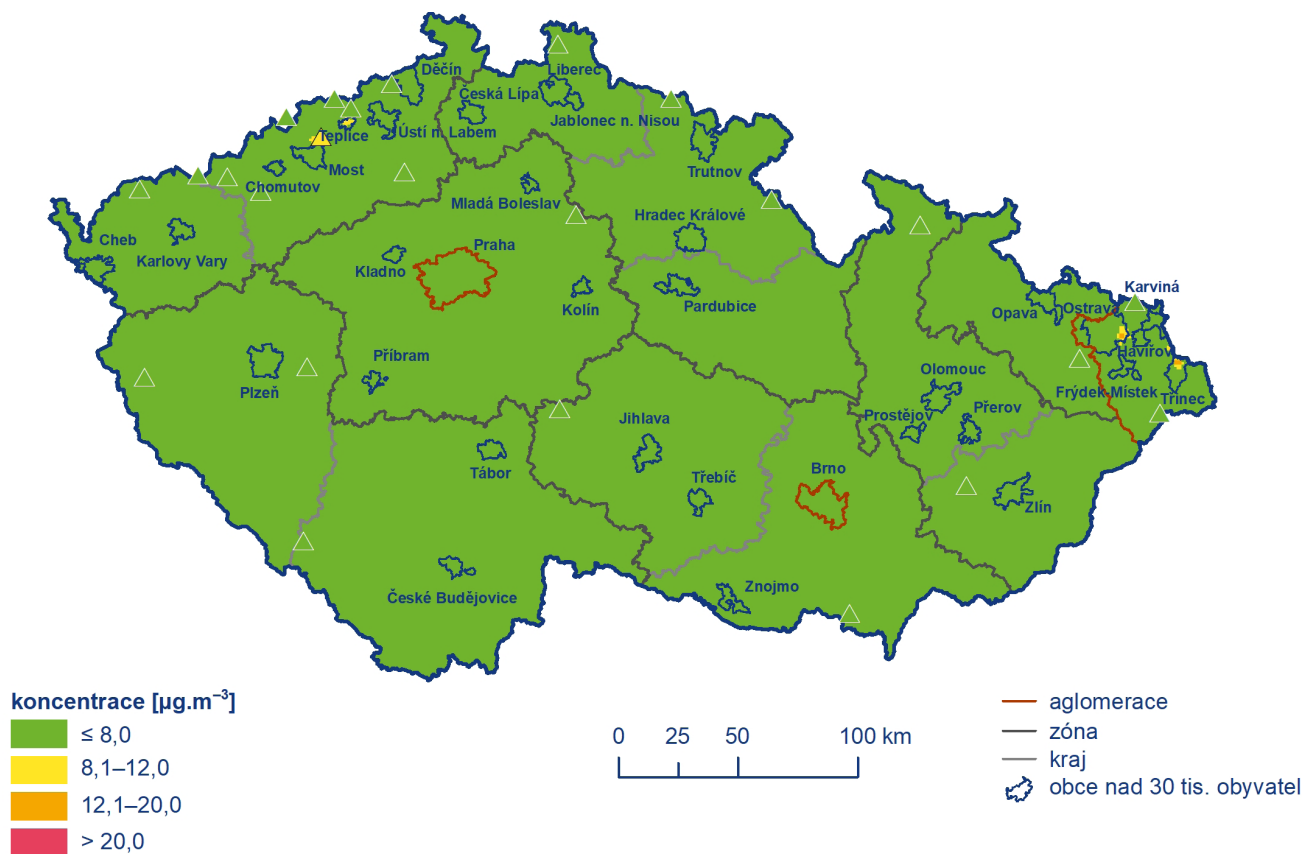 Děčín
Liberec
Česká Lípa
Jablonec n. Nisou
Teplice
Ústí n. Labem
Most
Chomutov
Trutnov
Mladá Boleslav
Hradec Králové
Cheb
Karlovy Vary
Kladno
Praha
Kolín
Pardubice
Karviná
Opava
Ostrava
Havířov
Plzeň
Příbram
Olomouc
Frýdek-Místek
Třinec
Prostějov
Přerov
Jihlava
Tábor
Třebíč
Brno
Zlín
České Budějovice
Znojmo
koncentrace [µg.m⁻³]
≤ 8,0
8,1–12,0
12,1–20,0
> 20,0
0 25 50 100 km
aglomerace
zóna
kraj
obce nad 30 tis. obyvatel